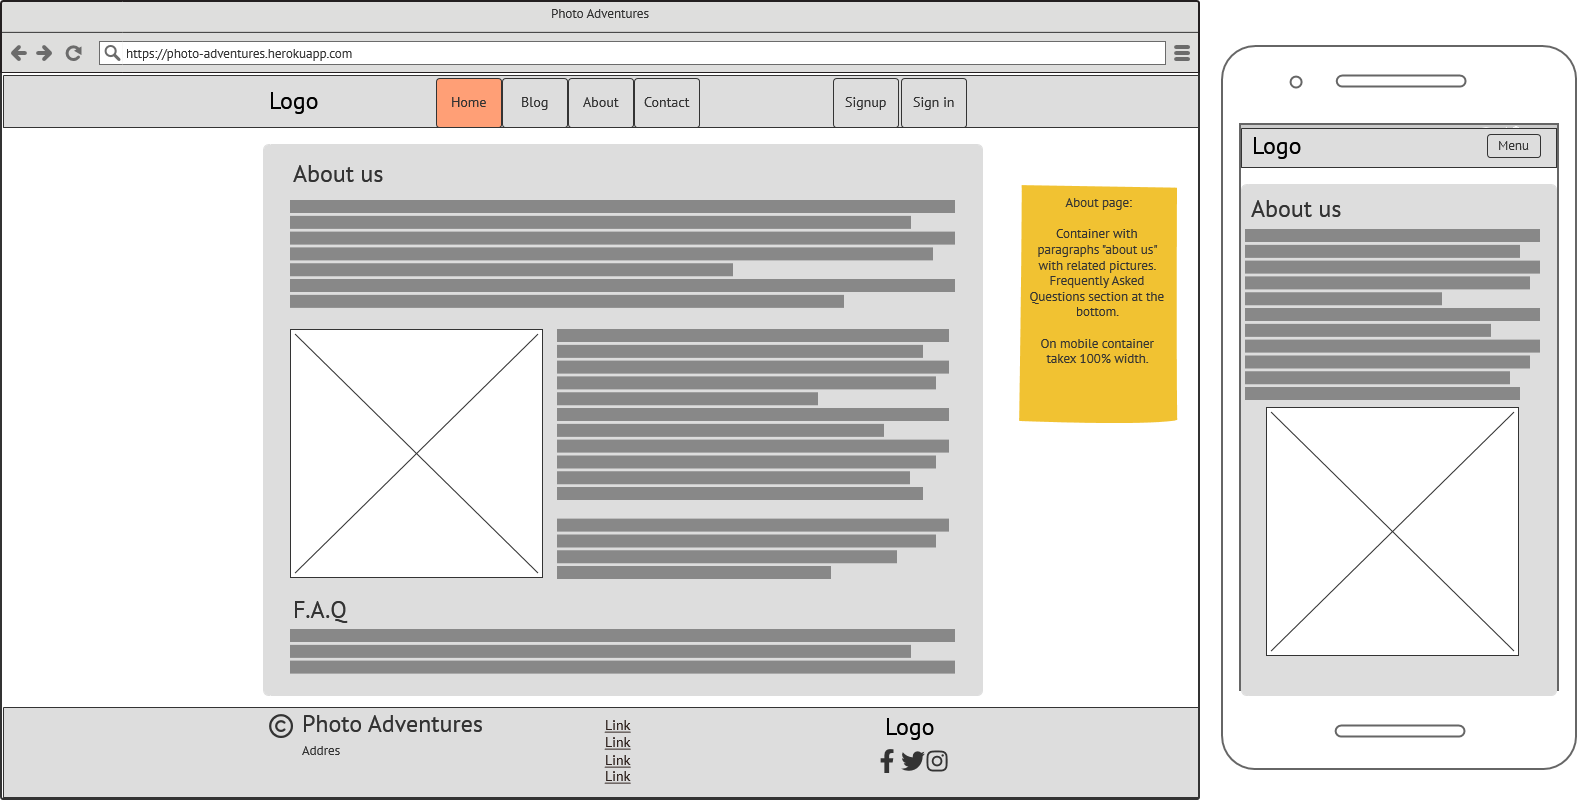 Photo Adventures
https://photo-adventures.herokuapp.com
Logo
Home
Blog
About
Contact
Signup
Sign in
About us
F.A.Q
About page:
Container with
paragraphs "about us"
with related pictures.
Frequently Asked
Questions section at the
bottom.
On mobile container
takex 100% width.
© Photo Adventures
Addres
Link
Link
Link
Link
Logo
Logo
Menu
About us